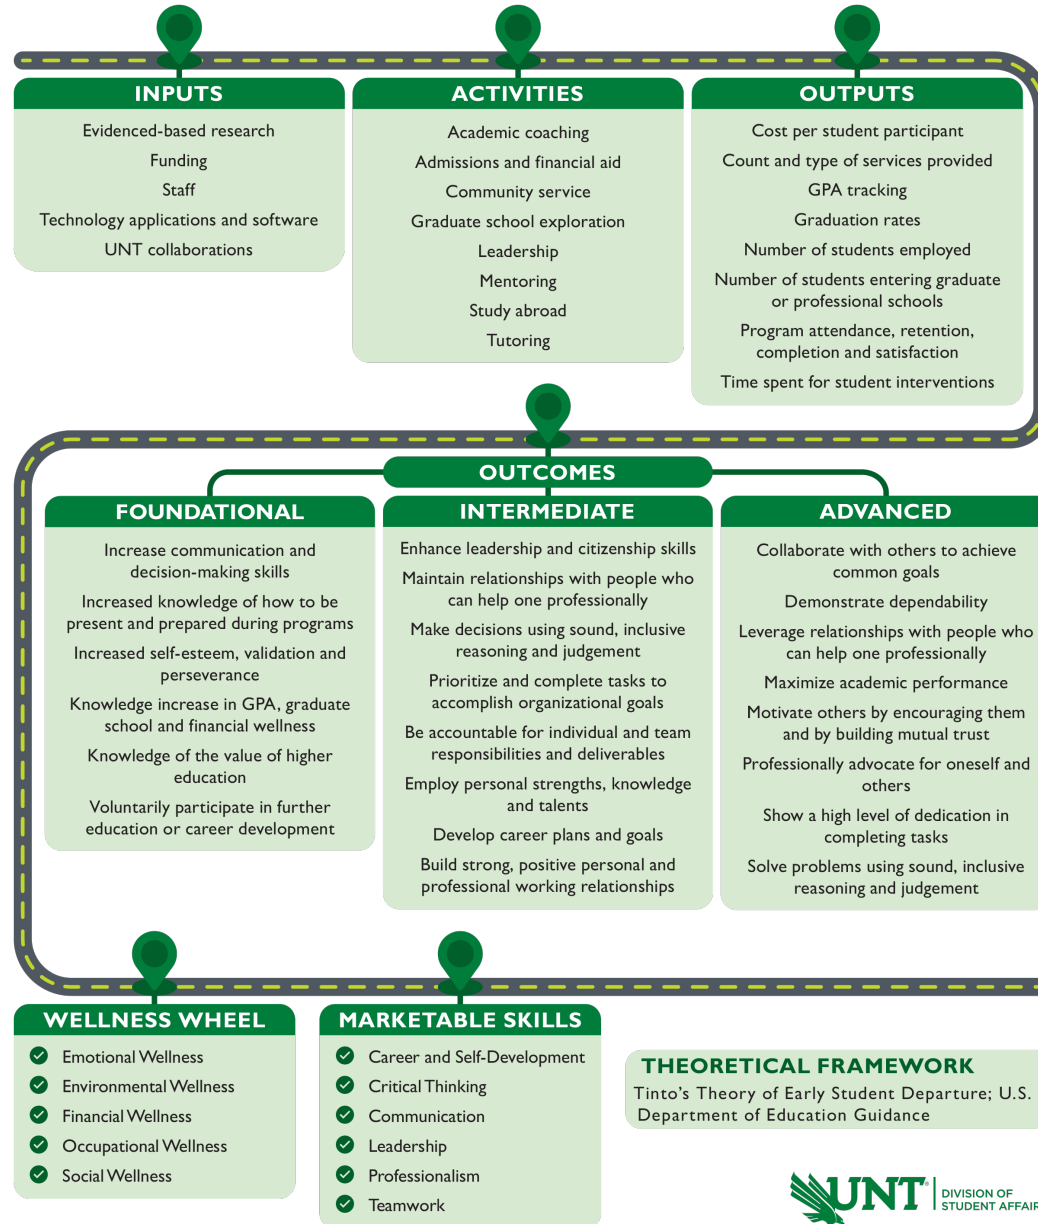 INPUTS
Evidenced-based research
Funding
Staff
Technology applications and software
UNT collaborations
ACTIVITIES
Academic coaching
Admissions and financial aid
Community service
Graduate school exploration
Leadership
Mentoring
Study abroad
Tutoring
OUTPUTS
Cost per student participant
Count and type of services provided
GPA tracking
Graduation rates
Number of students employed
Number of students entering graduate
or professional schools
Program attendance, retention,
completion and satisfaction
Time spent for student interventions
OUTCOMES
FOUNDATIONAL
Increase communication and
decision-making skills
Increased knowledge of how to be
present and prepared during programs
Increased self-esteem, validation and
perseverance
Knowledge increase in GPA, graduate
school and financial wellness
Knowledge of the value of higher
education
Voluntarily participate in further
education or career development
INTERMEDIATE
Enhance leadership and citizenship skills
Maintain relationships with people who
can help one professionally
Make decisions using sound, inclusive
reasoning and judgement
Prioritize and complete tasks to
accomplish organizational goals
Be accountable for individual and team
responsibilities and deliverables
Employ personal strengths, knowledge
and talents
Develop career plans and goals
Build strong, positive personal and
professional working relationships
ADVANCED
Collaborate with others to achieve
common goals
Demonstrate dependability
Leverage relationships with people who
can help one professionally
Maximize academic performance
Motivate others by encouraging them
and by building mutual trust
Professionally advocate for oneself and
others
Show a high level of dedication in
completing tasks
Solve problems using sound, inclusive
reasoning and judgement
WELLNESS WHEEL
Emotional Wellness
Environmental Wellness
Financial Wellness
Occupational Wellness
Social Wellness
MARKETABLE SKILLS
Career and Self-Development
Critical Thinking
Communication
Leadership
Professionalism
Teamwork
THEORETICAL FRAMEWORK
Tinto's Theory of Early Student Departure; U.S.
Department of Education Guidance
UNT®
DIVISION OF
STUDENT AFFAIR